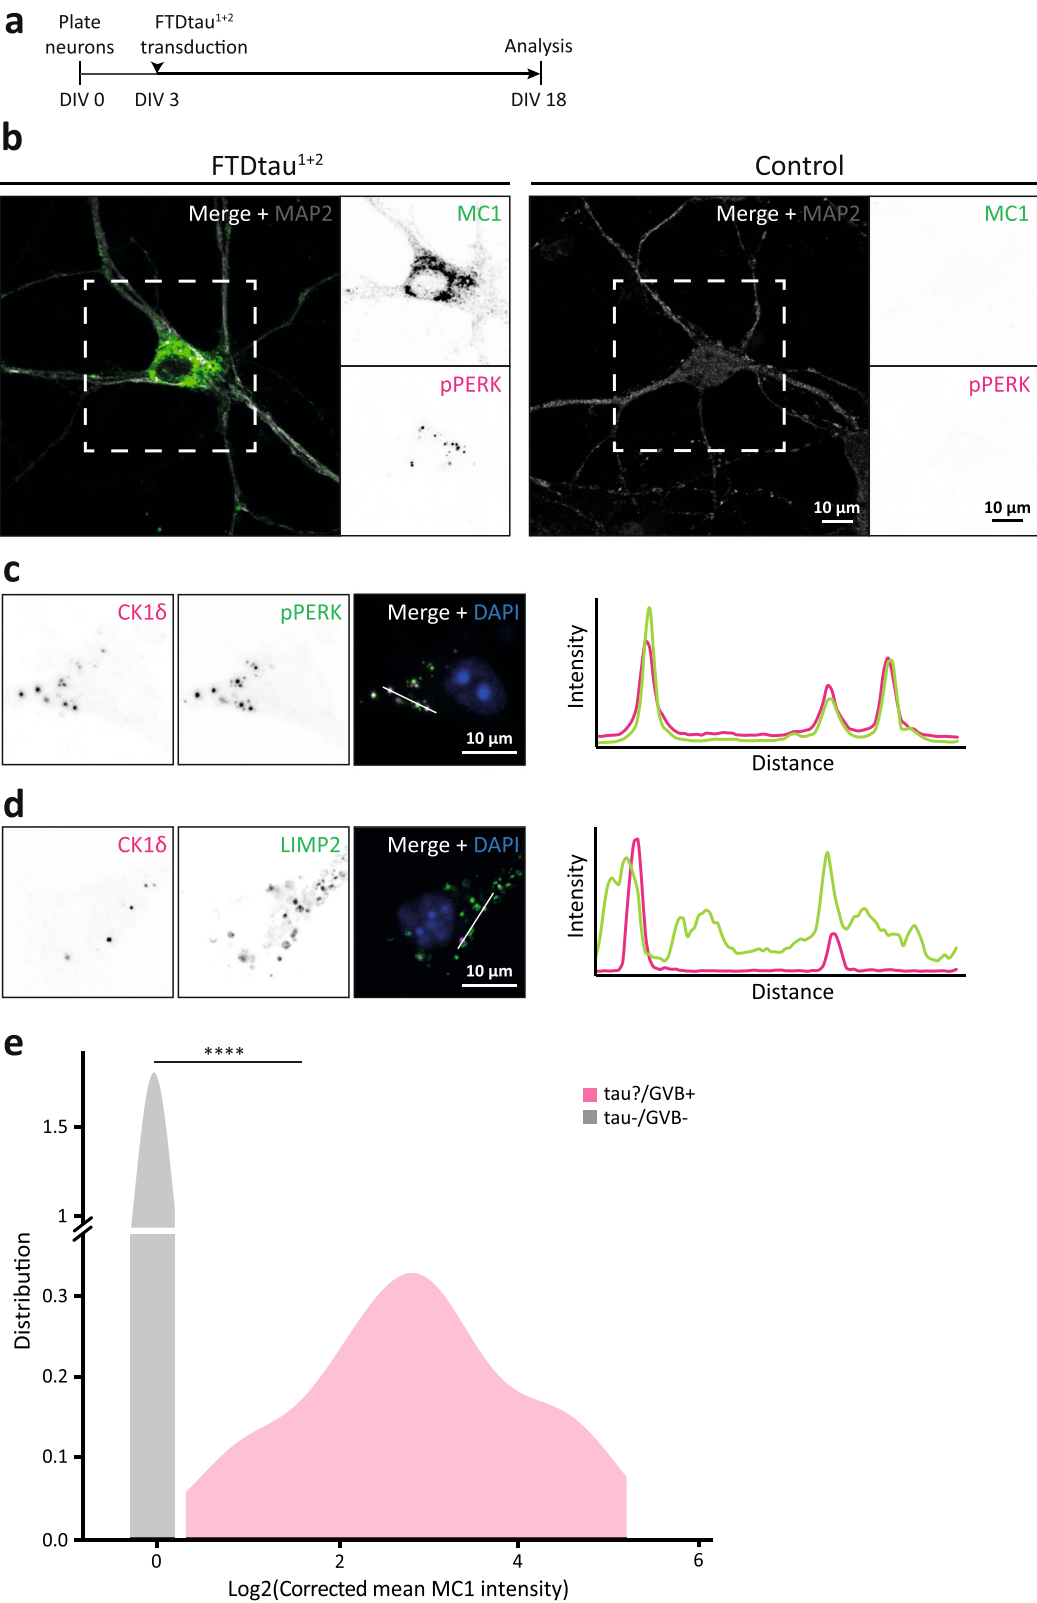 a
Plate neurons
FTDtau1+2 transduction
Analysis
DIV 0
DIV 3
DIV 18
b
FTDtau1+2
Control
Merge + MAP2
MC1
pPERK
Merge + MAP2
MC1
pPERK
10 µm
10 µm
c
CK1δ
pPERK
Merge + DAPI
10 µm
Intensity
Distance
d
CK1δ
LIMP2
Merge + DAPI
10 µm
Intensity
Distance
e
****
tau?/GVB+
tau-/GVB-
1.5
1
0.3
0.2
0.1
0.0
Distribution
0
2
4
6
Log2(Corrected mean MC1 intensity)